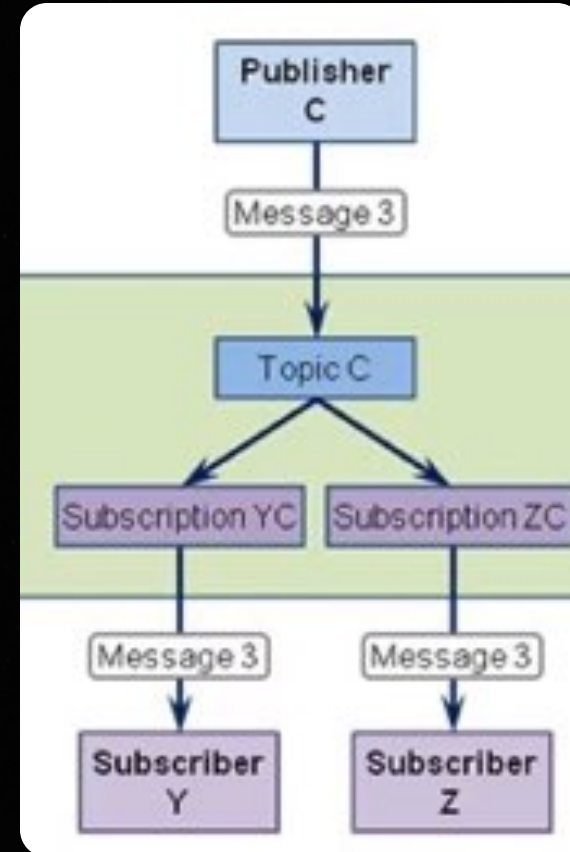 Publisher
C
Message 3
Topic C
Subscription YC
Subscription ZC
Message 3
Message 3
Subscriber
Y
Subscriber
Z